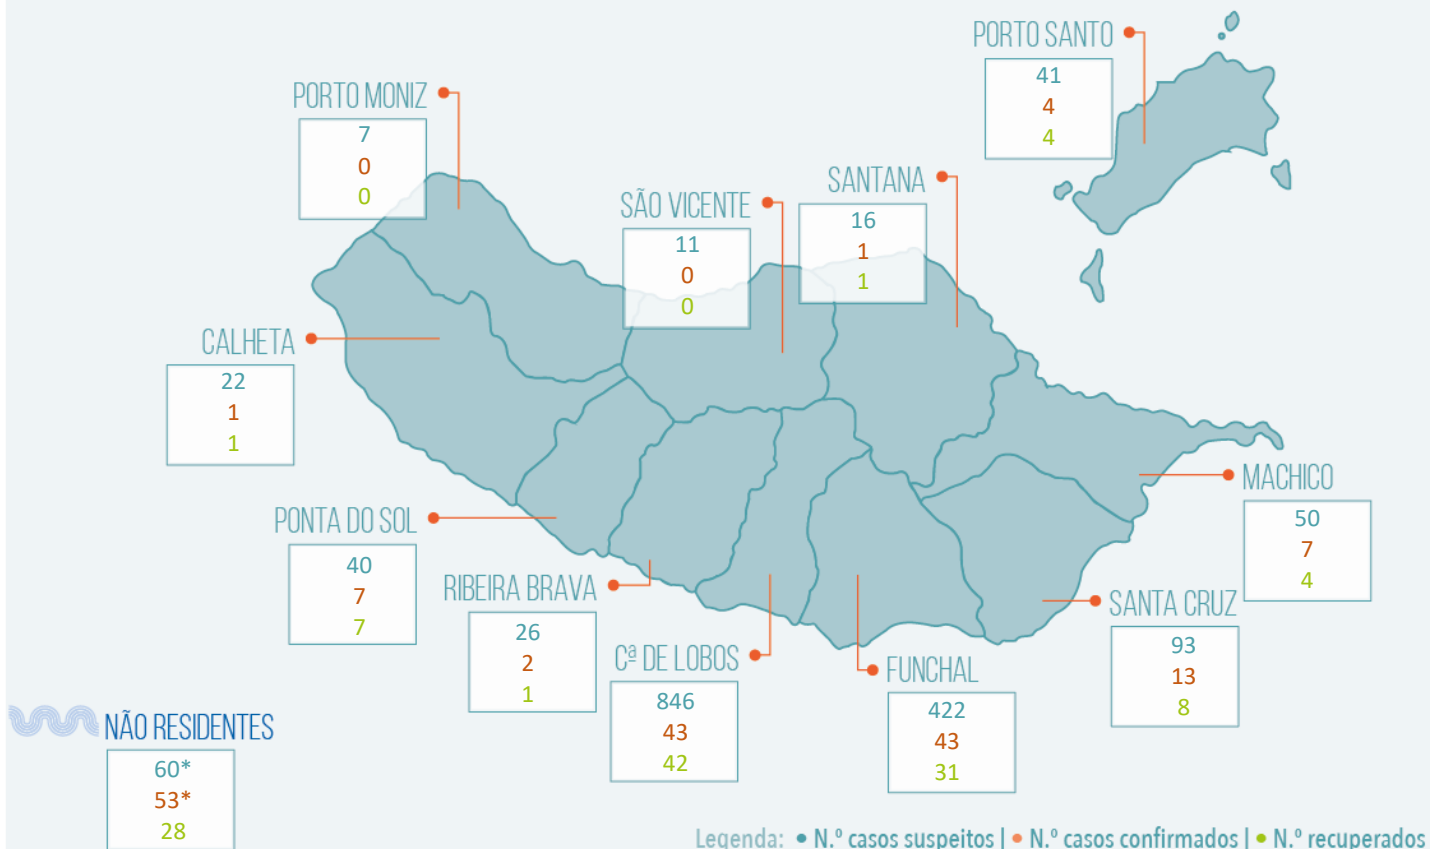 PORTO SANTO
41
4
4
PORTO MONIZ
7
0
0
SANTANA
16
1
1
SÃO VICENTE
11
0
0
CALHETA
22
1
1
MACHICO
50
7
4
PONTA DO SOL
40
7
7
RIBEIRA BRAVA
26
2
1
SANTA CRUZ
93
13
8
Cª DE LOBOS
846
43
42
FUNCHAL
422
43
31
NÃO RESIDENTES
60*
53*
28
Legenda: • N.º casos suspeitos | • N.º casos confirmados | • N.º recuperados